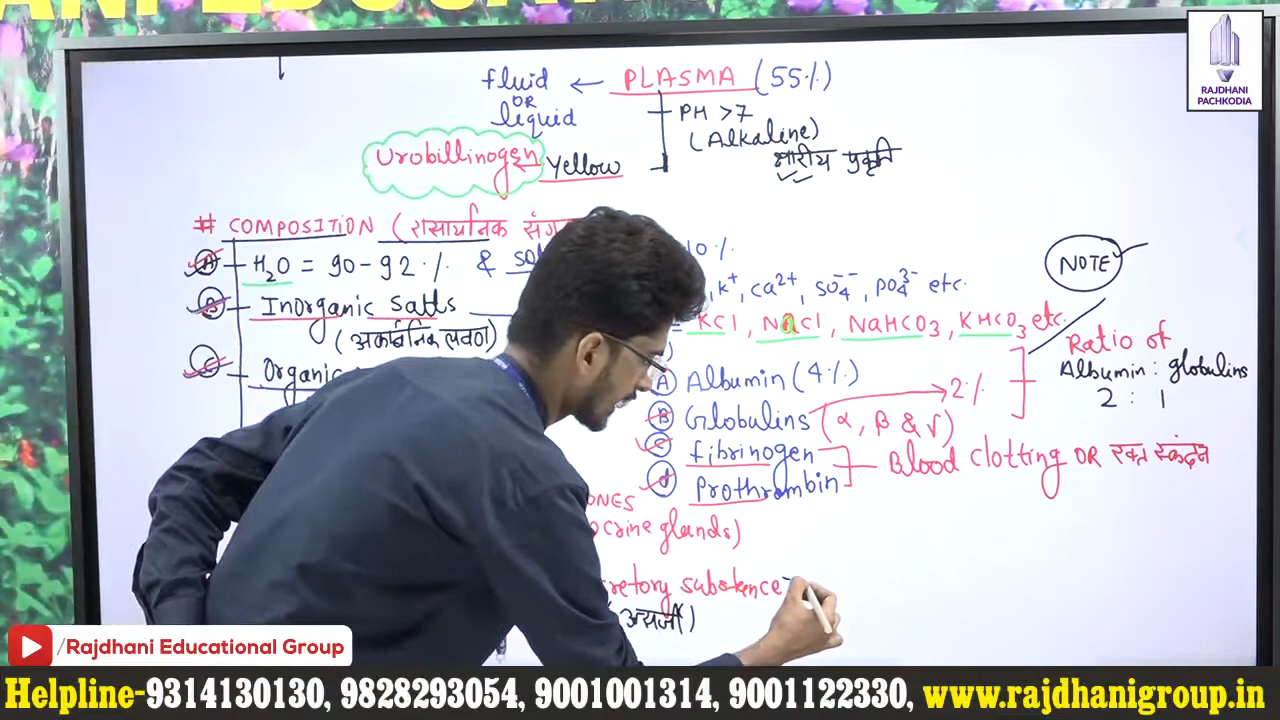 fluid ← PLASMA (55%)
OR
liquid
PH >7
(Alkaline)
क्षारीय प्रकृति
Urobillinogen
Yellow
# COMPOSITION (रासायनिक
A H₂O = 90-92% &
10%
B INorganic Salts
(अकार्बनिक लवण)
K⁺, Ca²⁺, SO₄⁻⁻, PO₄³⁻ etc.
= KCl, NaCl, NaHCO₃, KHCO₃ etc.
C Organic
A Albumin (4%)
B Globulins (α, β & γ) → 2%
C fibrinogen
d Prothrombin
Blood clotting OR रक्त स्कंदन
NOTE
Ratio of
Albumin : globulins
2 : 1
ONES
ocrine glands)
retory substence
RAJDHANI
PACHKODIA
/Rajdhani Educational Group
Helpline-9314130130, 9828293054, 9001001314, 9001122330, www.rajdhanigroup.in